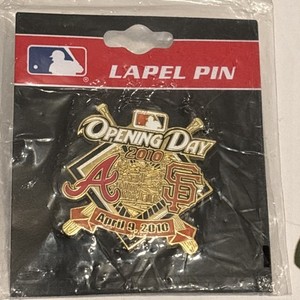 LAPEL PIN
OPENING DAY
2010
A
SF
April 9, 2010